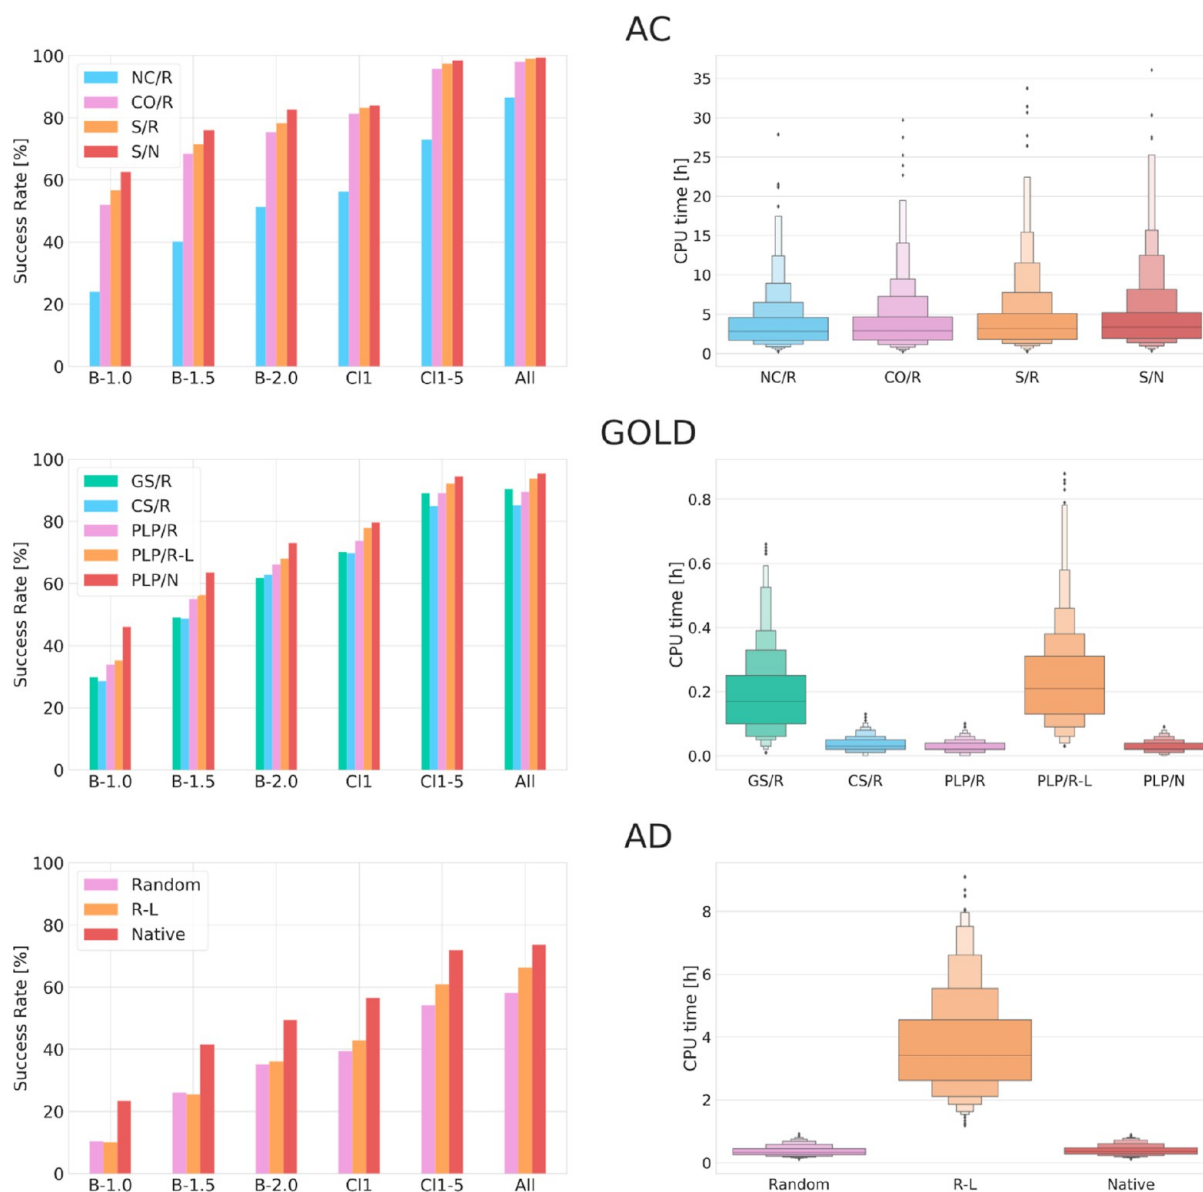 AC
Success Rate [%]
100
80
60
40
20
0
NC/R
CO/R
S/R
S/N
B-1.0 B-1.5 B-2.0 Cl1 Cl1-5 All
CPU time [h]
35
30
25
20
15
10
5
0
NC/R CO/R S/R S/N
GOLD
Success Rate [%]
100
80
60
40
20
0
GS/R
CS/R
PLP/R
PLP/R-L
PLP/N
B-1.0 B-1.5 B-2.0 Cl1 Cl1-5 All
CPU time [h]
0.8
0.6
0.4
0.2
0.0
GS/R CS/R PLP/R PLP/R-L PLP/N
AD
Success Rate [%]
100
80
60
40
20
0
Random
R-L
Native
B-1.0 B-1.5 B-2.0 Cl1 Cl1-5 All
CPU time [h]
8
6
4
2
0
Random R-L Native